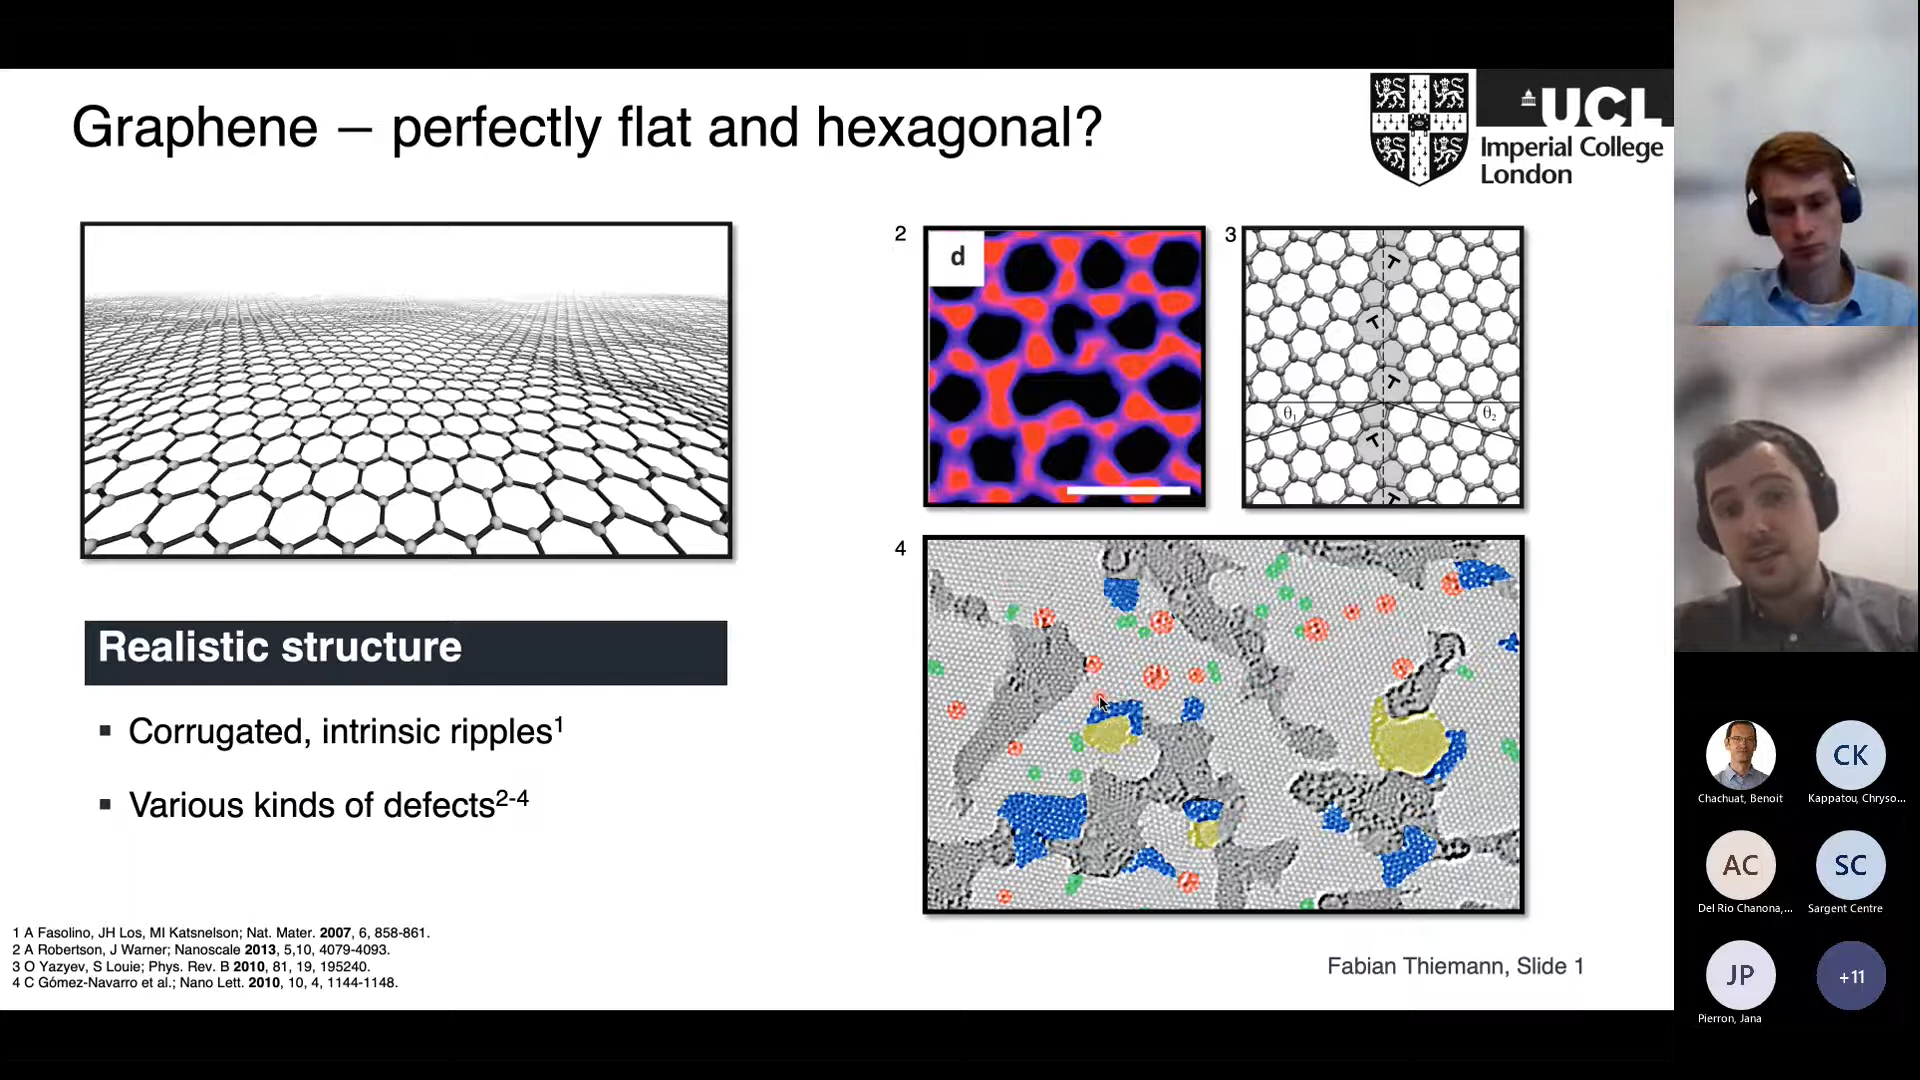 Graphene – perfectly flat and hexagonal?
UCL
Imperial College
London
2
d
3
T
T
T
θ1
θ2
T
T
4
Realistic structure
▪ Corrugated, intrinsic ripples1
▪ Various kinds of defects2-4
1 A Fasolino, JH Los, MI Katsnelson; Nat. Mater. 2007, 6, 858-861.
2 A Robertson, J Warner; Nanoscale 2013, 5,10, 4079-4093.
3 O Yazyev, S Louie; Phys. Rev. B 2010, 81, 19, 195240.
4 C Gómez-Navarro et al.; Nano Lett. 2010, 10, 4, 1144-1148.
Fabian Thiemann, Slide 1
Chachuat, Benoit
CK
Kappatou, Chryso...
AC
Del Rio Chanona,...
SC
Sargent Centre
JP
Pierron, Jana
+11